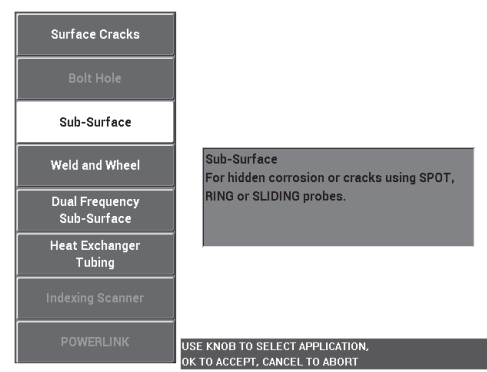 Surface Cracks
Bolt Hole
Sub-Surface
Weld and Wheel
Dual Frequency
Sub-Surface
Heat Exchanger
Tubing
Indexing Scanner
POWERLINK
Sub-Surface
For hidden corrosion or cracks using SPOT,
RING or SLIDING probes.
USE KNOB TO SELECT APPLICATION,
OK TO ACCEPT, CANCEL TO ABORT